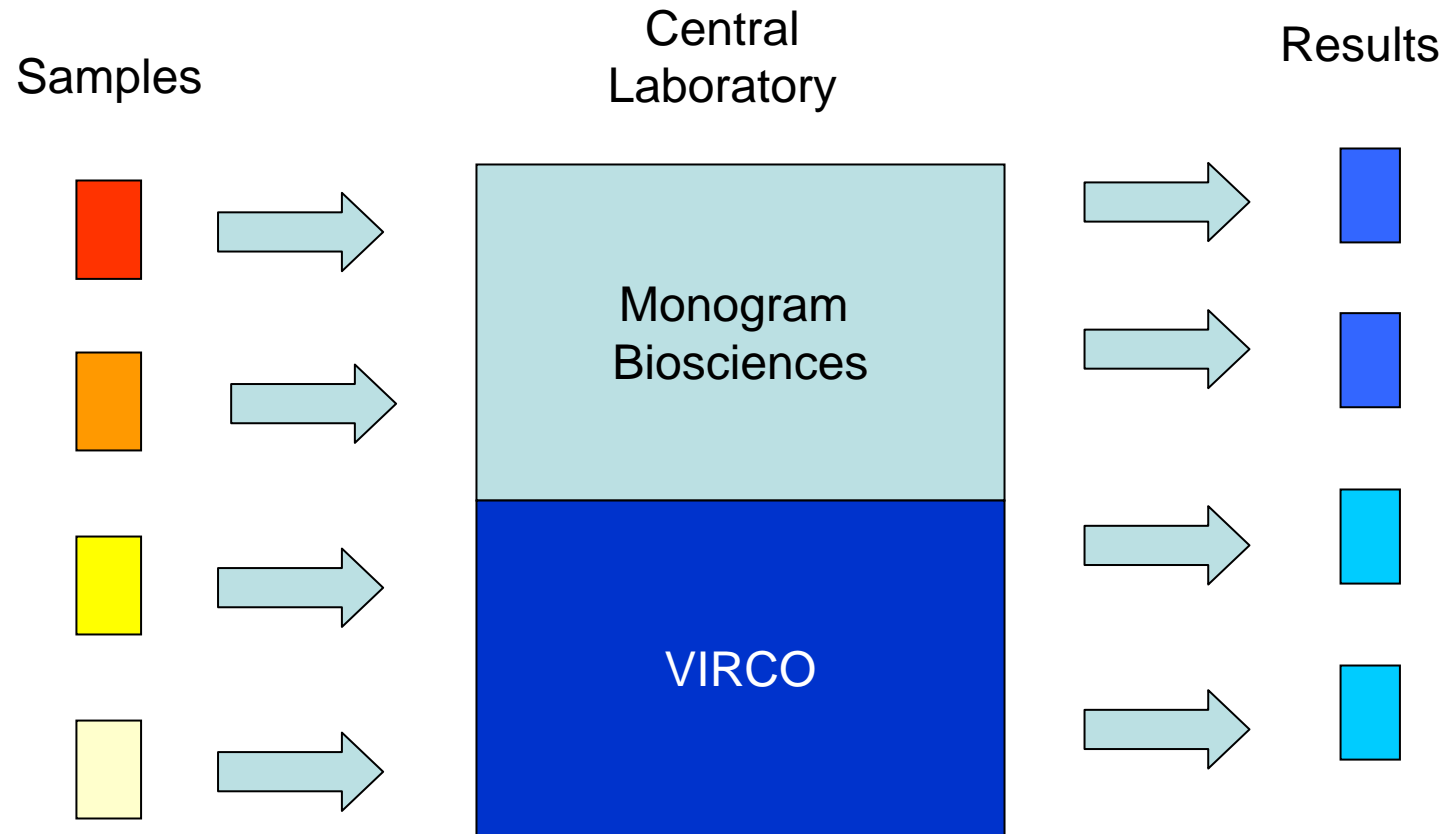 Samples
Central
Laboratory
Results
Monogram
Biosciences
VIRCO